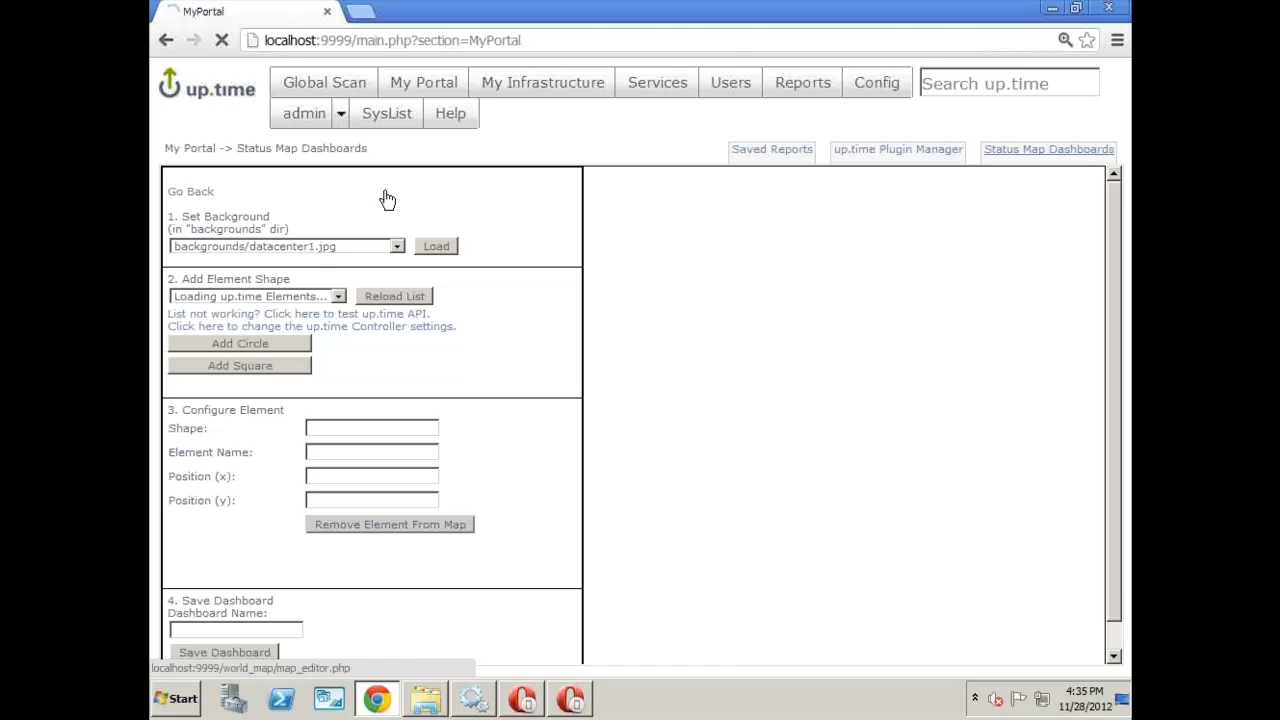 MyPortal
localhost:9999/main.php?section=MyPortal
up.time
Global Scan
My Portal
My Infrastructure
Services
Users
Reports
Config
Search up.time
admin
SysList
Help
My Portal -> Status Map Dashboards
Saved Reports
up.time Plugin Manager
Status Map Dashboards
Go Back
1. Set Background
(in "backgrounds" dir)
backgrounds/datacenter1.jpg
Load
2. Add Element Shape
Loading up.time Elements...
Reload List
List not working? Click here to test up.time API.
Click here to change the up.time Controller settings.
Add Circle
Add Square
3. Configure Element
Shape:
Element Name:
Position (x):
Position (y):
Remove Element From Map
4. Save Dashboard
Dashboard Name:
Save Dashboard
localhost:9999/world_map/map_editor.php
Start
4:35 PM
11/28/2012